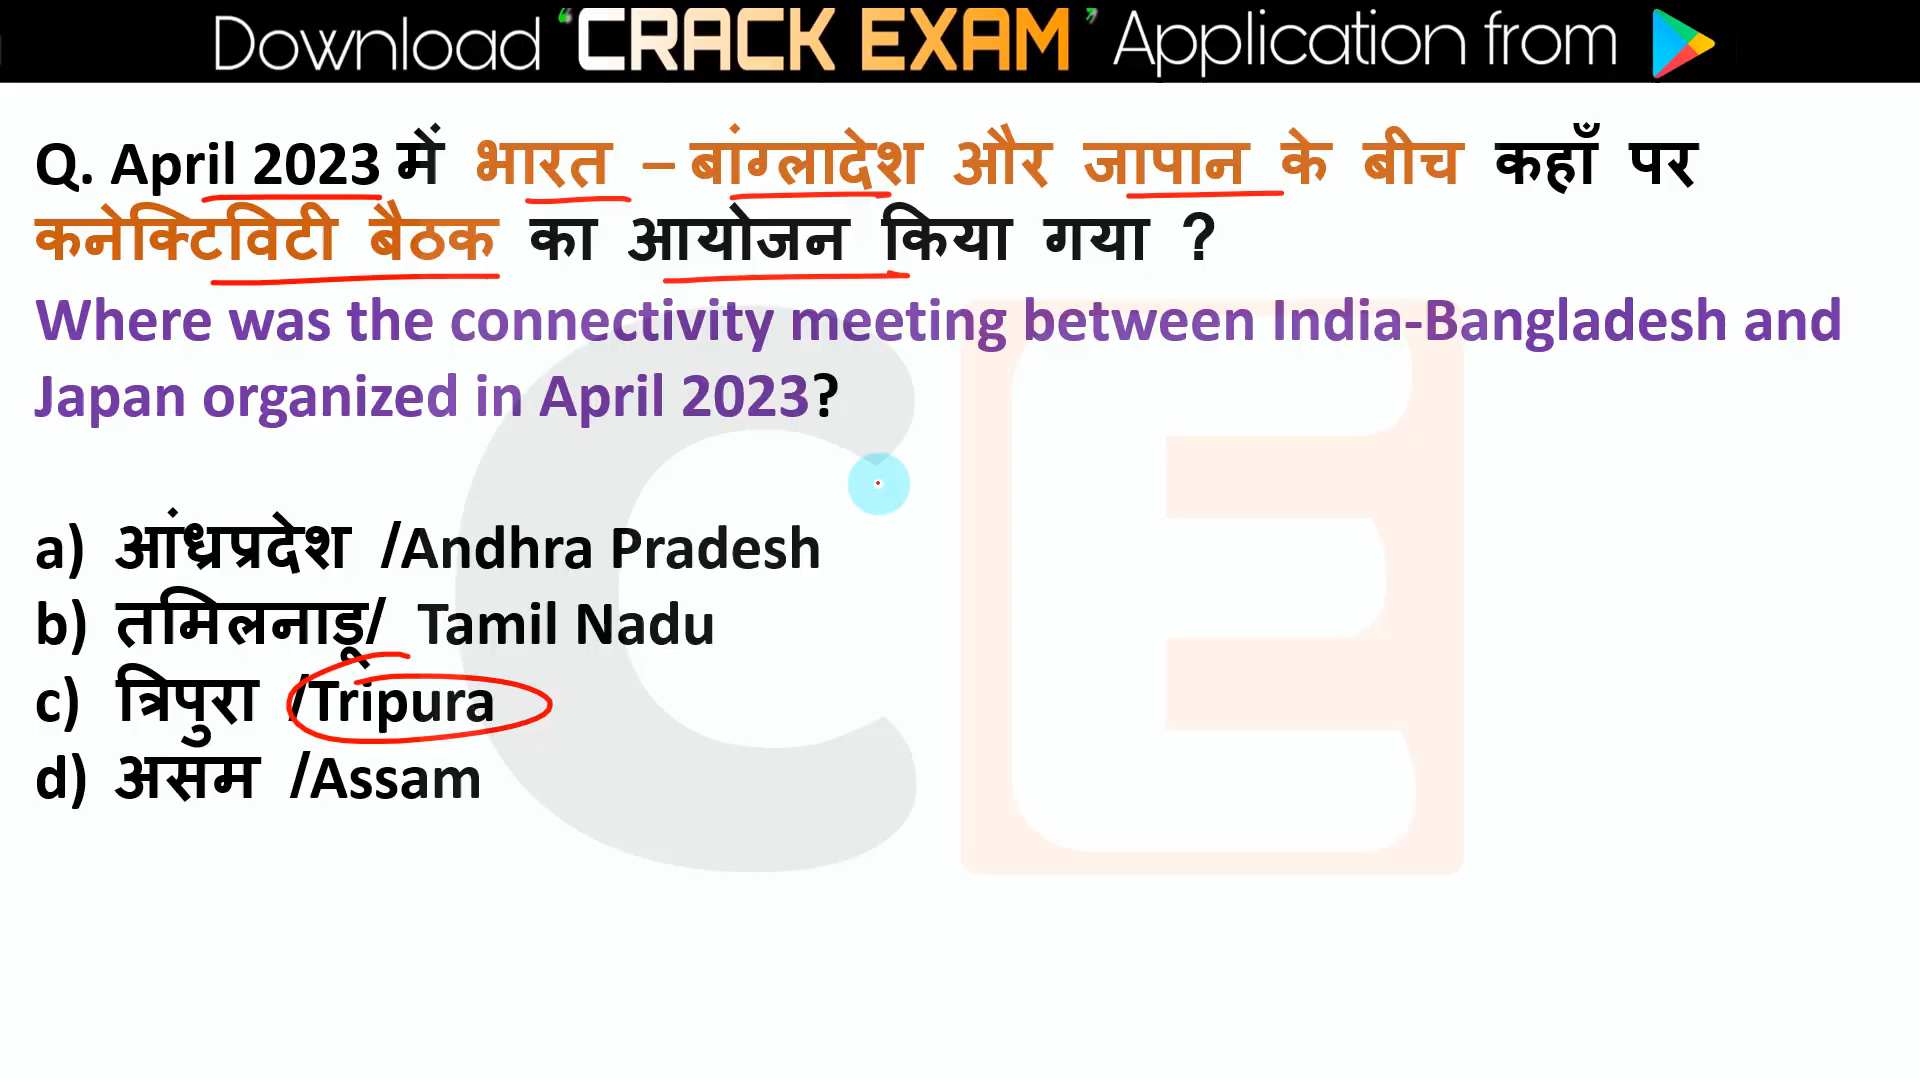 Download ‘CRACK EXAM’ Application from
Q. April 2023 में भारत – बांग्लादेश और जापान के बीच कहाँ पर
कनेक्टिविटी बैठक का आयोजन किया गया ?
Where was the connectivity meeting between India-Bangladesh and
Japan organized in April 2023?
a) आंध्रप्रदेश /Andhra Pradesh
b) तमिलनाडू/ Tamil Nadu
c) त्रिपुरा /Tripura
d) असम /Assam
CE